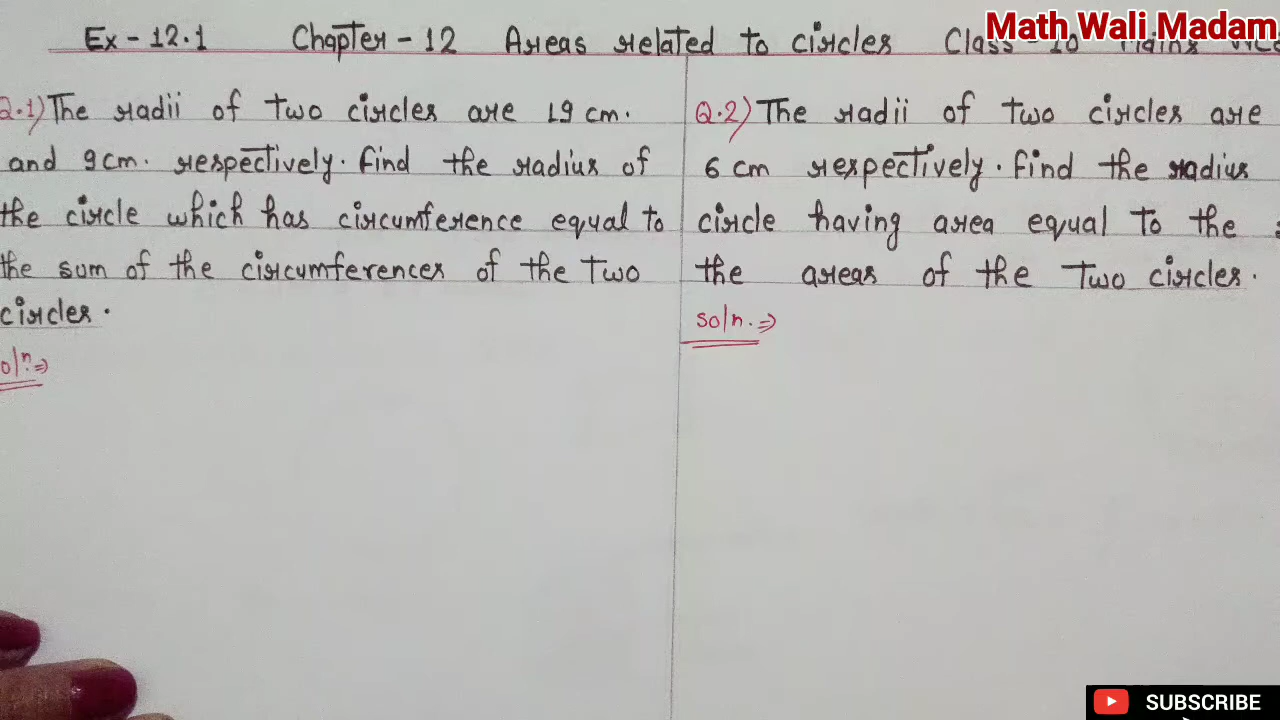 Math Wali Madam
Ex - 12.1 Chapter - 12 Areas related to circles Class - 10
Q.1) The radii of two circles are 19 cm.
and 9cm. respectively. Find the radius of
the circle which has circumference equal to
the sum of the circumferences of the two
circles.
Soln. ⇒
Q.2) The radii of two circles are
6 cm respectively. Find the radius
circle having area equal to the
the areas of the two circles.
Soln. ⇒
SUBSCRIBE